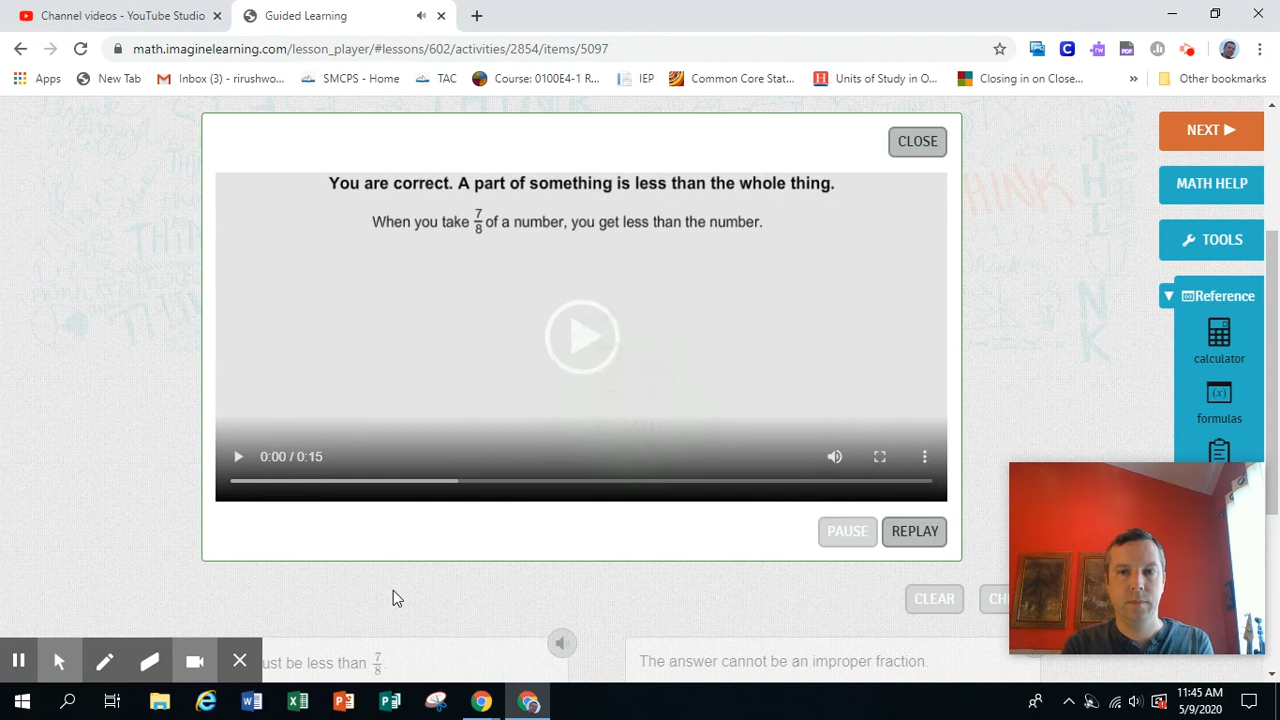 Channel videos - YouTube Studio
Guided Learning
math.imaginelearning.com/lesson_player/#lessons/602/activities/2854/items/5097
Apps
New Tab
Inbox (3) - rirushwo...
SMCPS - Home
TAC
Course: 0100E4-1 R...
IEP
Common Core Stat...
Units of Study in O...
Closing in on Close...
»
Other bookmarks
CLOSE
NEXT
You are correct. A part of something is less than the whole thing.
When you take 7/8 of a number, you get less than the number.
MATH HELP
TOOLS
Reference
calculator
(x)
formulas
0:00 / 0:15
PAUSE
REPLAY
CLEAR
CH
ust be less than 7/8.
The answer cannot be an improper fraction.
11:45 AM
5/9/2020